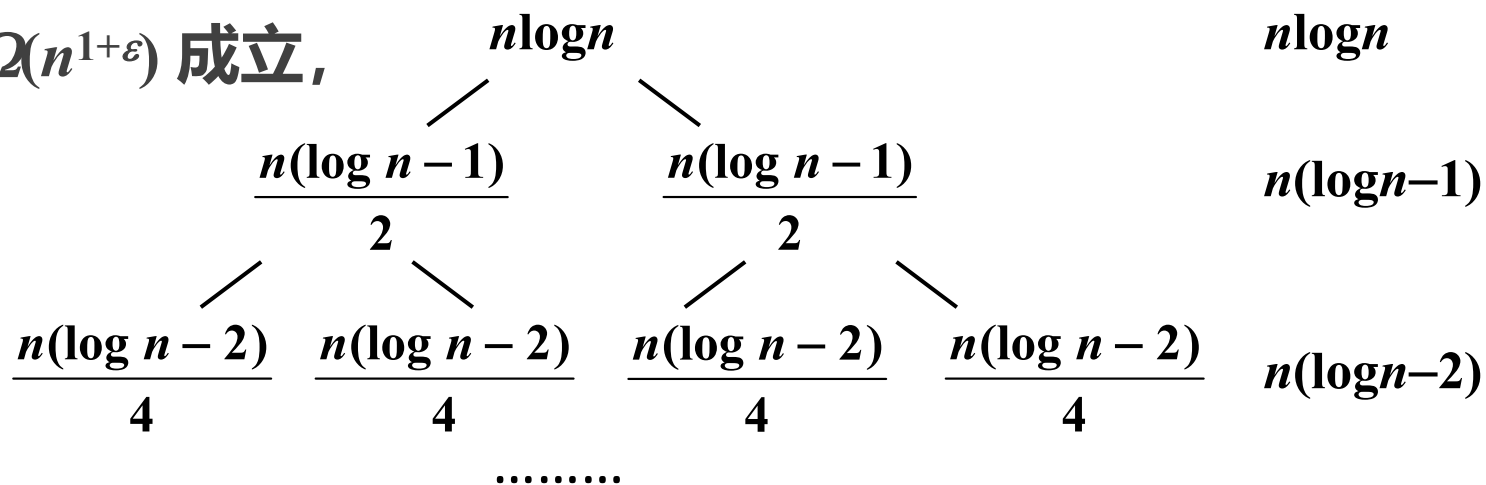 (n^{1+ε}) 成立,
nlogn
nlogn
n(log n − 1)/2 n(log n − 1)/2
n(logn−1)
n(log n − 2)/4 n(log n − 2)/4 n(log n − 2)/4 n(log n − 2)/4
n(logn−2)
………